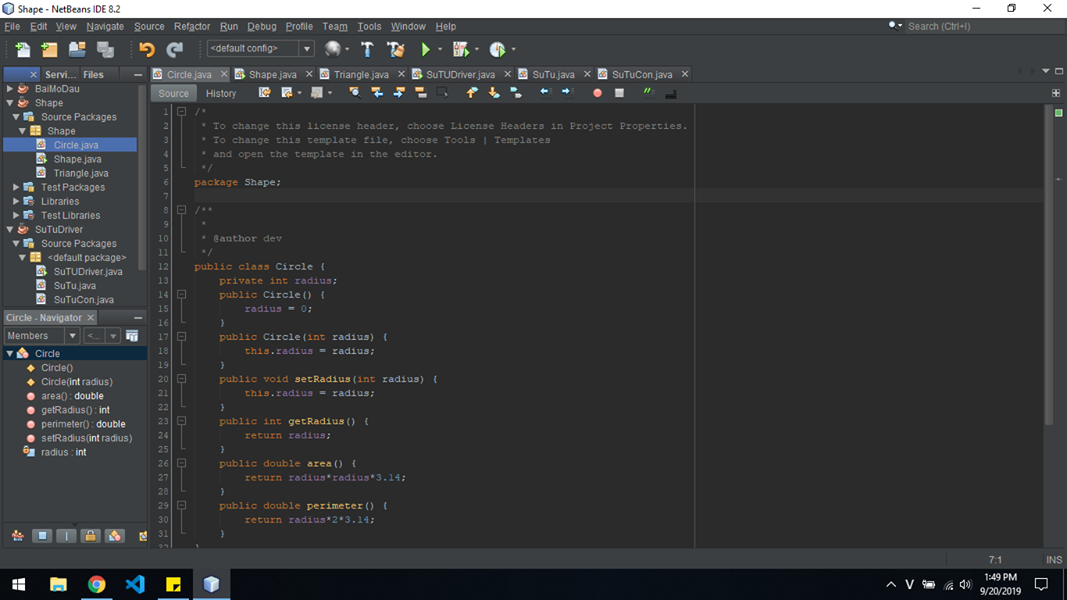 Shape - NetBeans IDE 8.2
File Edit View Navigate Source Refactor Run Debug Profile Team Tools Window Help
Search (Ctrl+I)
<default config>
Servi... Files
Circle.java Shape.java Triangle.java SuTUDriver.java SuTu.java SuTuCon.java
Source History
BaiMoDau
Shape
Source Packages
Shape
Circle.java
Shape.java
Triangle.java
Test Packages
Libraries
Test Libraries
SuTuDriver
Source Packages
<default package>
SuTUDriver.java
SuTu.java
SuTuCon.java
Circle - Navigator
Members <...
Circle
Circle()
Circle(int radius)
area() : double
getRadius() : int
perimeter() : double
setRadius(int radius)
radius : int
1 /*
2 * To change this license header, choose License Headers in Project Properties.
3 * To change this template file, choose Tools | Templates
4 * and open the template in the editor.
5 */
6 package Shape;
7
8 /**
9 *
10 * @author dev
11 */
12 public class Circle {
13 private int radius;
14 public Circle() {
15 radius = 0;
16 }
17 public Circle(int radius) {
18 this.radius = radius;
19 }
20 public void setRadius(int radius) {
21 this.radius = radius;
22 }
23 public int getRadius() {
24 return radius;
25 }
26 public double area() {
27 return radius*radius*3.14;
28 }
29 public double perimeter() {
30 return radius*2*3.14;
31 }
7:1 INS
V
1:49 PM
9/20/2019